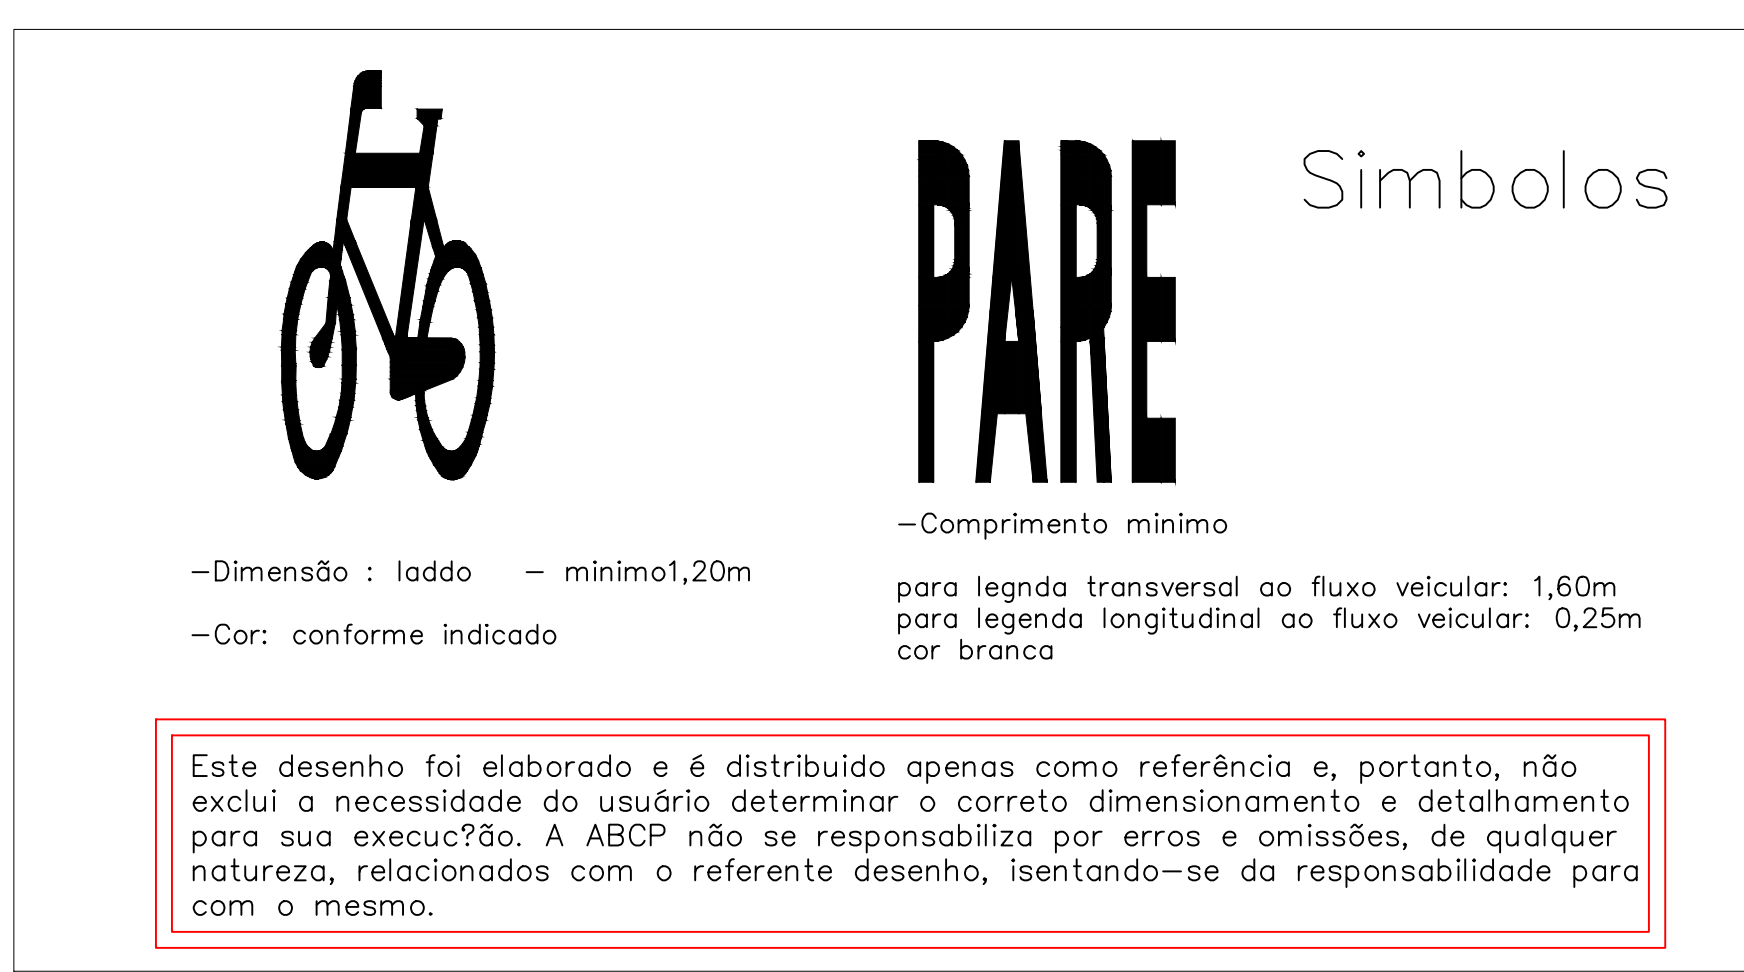 PARE
Simbolos
-Dimensão : laddo - minimo1,20m
-Cor: conforme indicado
-Comprimento minimo
para legnda transversal ao fluxo veicular: 1,60m
para legenda longitudinal ao fluxo veicular: 0,25m
cor branca
Este desenho foi elaborado e é distribuido apenas como referência e, portanto, não
exclui a necessidade do usuário determinar o correto dimensionamento e detalhamento
para sua execuc?ão. A ABCP não se responsabiliza por erros e omissões, de qualquer
natureza, relacionados com o referente desenho, isentando-se da responsabilidade para
com o mesmo.